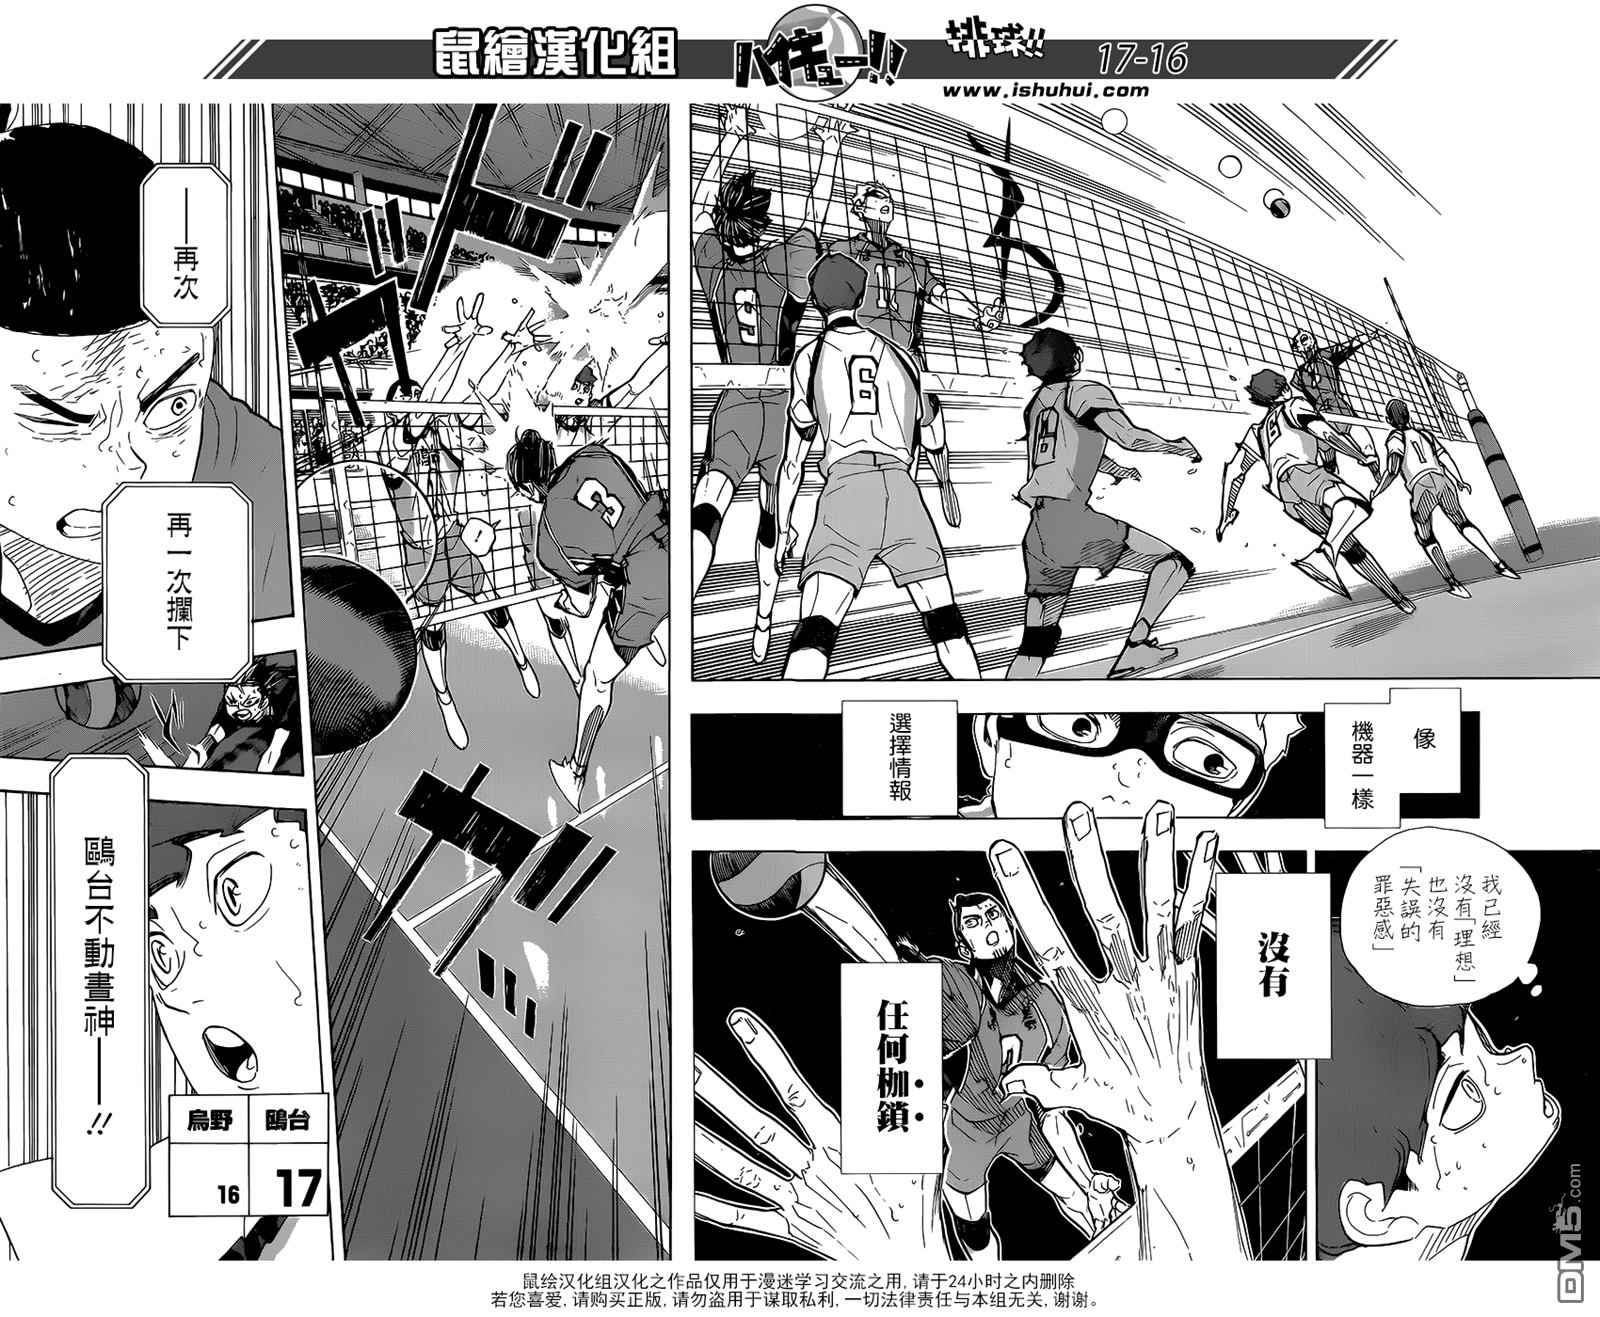 鼠繪漢化組
ハイキュー!!
排球!!
17-16
www.ishuhui.com
9
11
6
3
像
機器一樣
選擇情報
我已經
沒有「理想」
也沒有
「失誤的
罪惡感」
沒有
任何枷鎖
!
——再次
再一次攔下
鷗台不動晝神——!!
烏野
鷗台
16
17
鼠绘汉化组汉化之作品仅用于漫迷学习交流之用,请于24小时之内删除
若您喜爱,请购买正版,请勿盗用于谋取私利,一切法律责任与本组无关,谢谢。
DM5.com